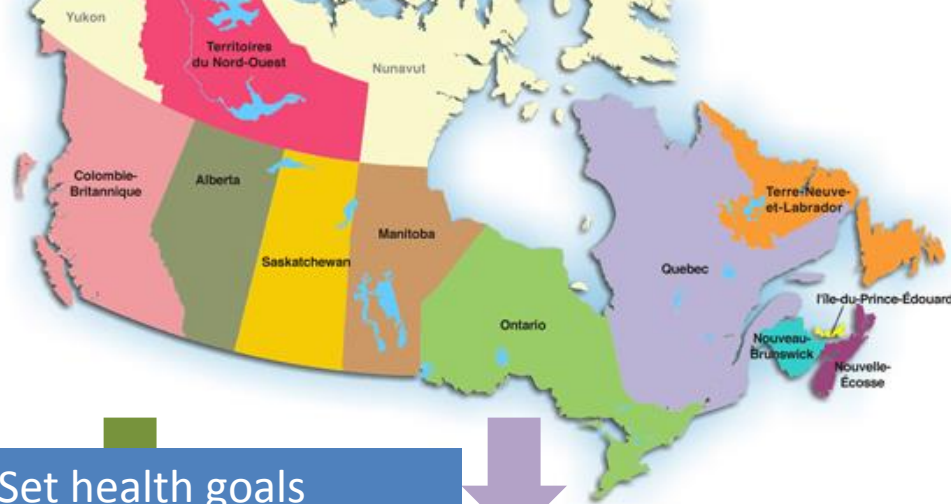 Yukon
Territoires
du Nord-Ouest
Nunavut
Colombie-
Britannique
Alberta
Saskatchewan
Manitoba
Ontario
Quebec
Terre-Neuve-
et-Labrador
l'île-du-Prince-Édouard
Nouveau-
Brunswick
Nouvelle-
Écosse
Set health goals